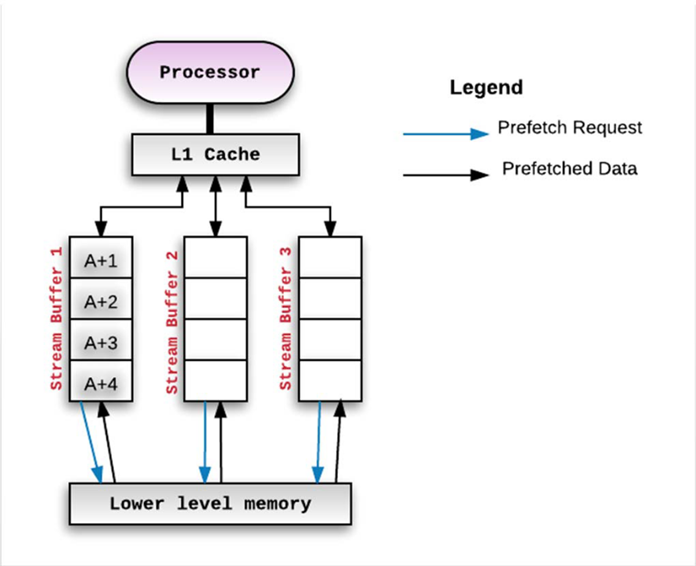 Processor
Legend
Prefetch Request
L1 Cache
Prefetched Data
Stream Buffer 1
A+1
A+2
A+3
A+4
Stream Buffer 2
Stream Buffer 3
Lower level memory